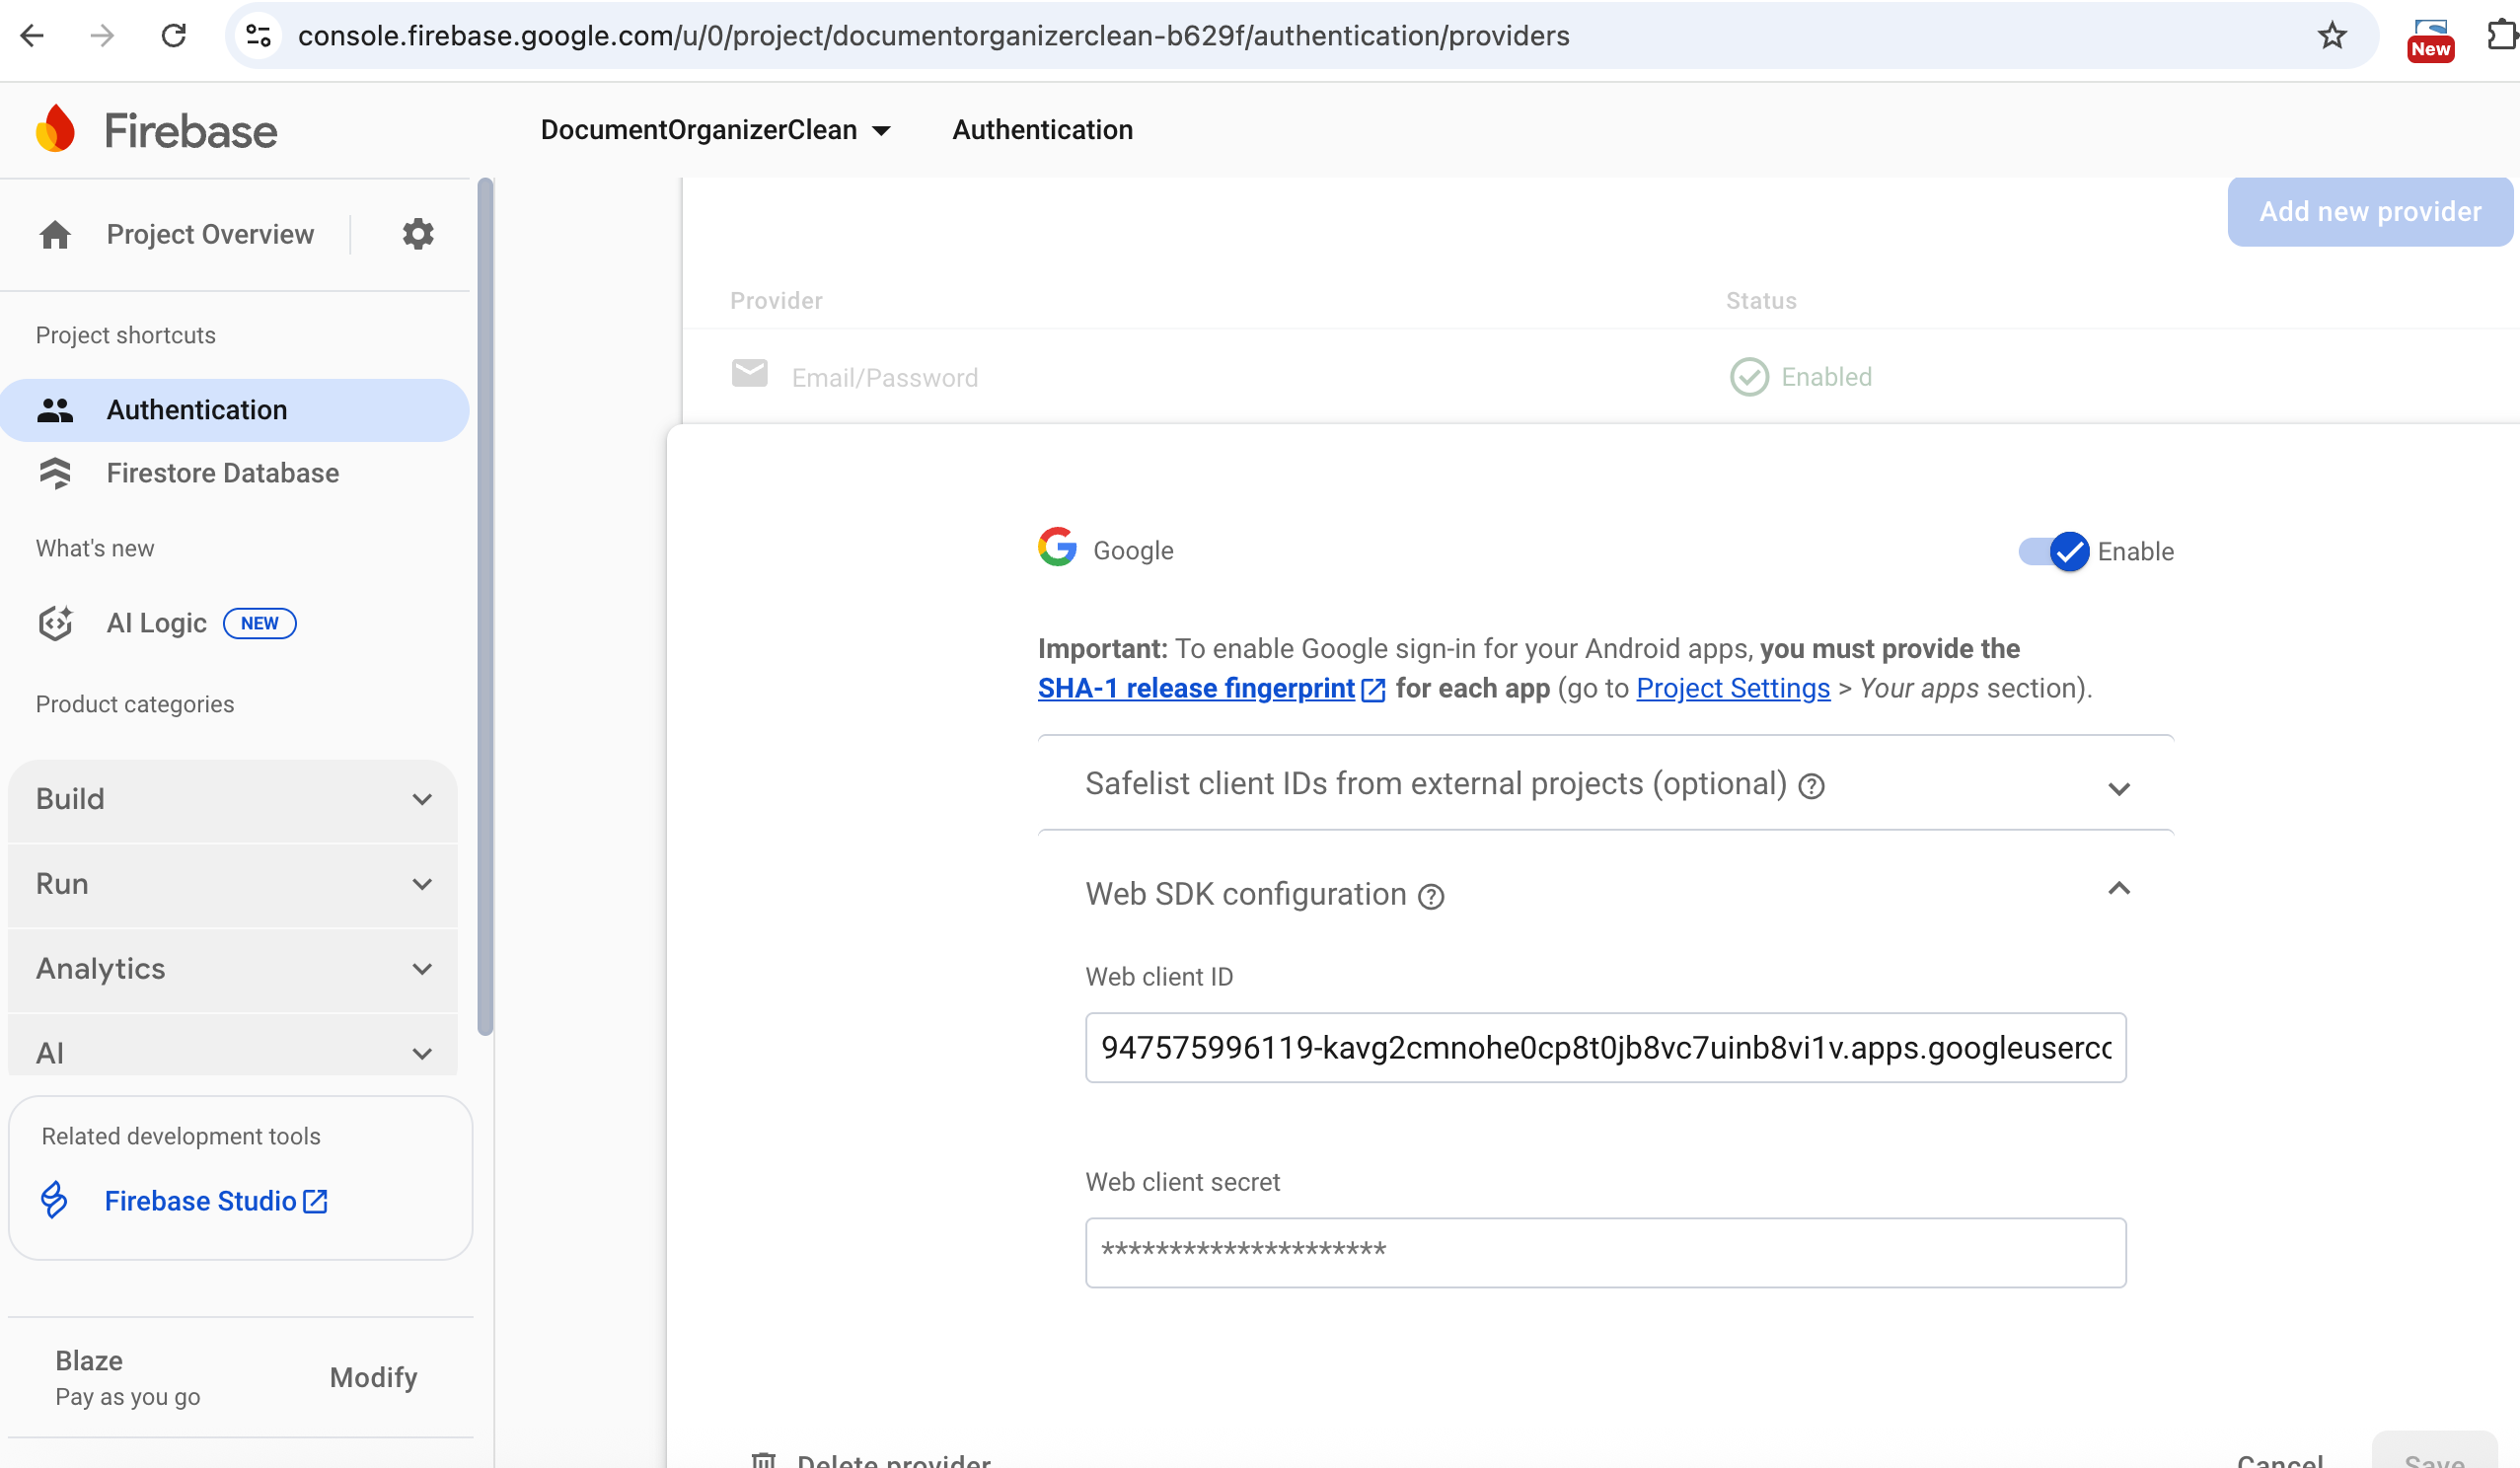 console.firebase.google.com/u/0/project/documentorganizerclean-b629f/authentication/providers
New
Firebase
DocumentOrganizerClean
Authentication
Project Overview
Project shortcuts
Authentication
Firestore Database
What's new
AI Logic
NEW
Product categories
Build
Run
Analytics
AI
Related development tools
Firebase Studio
Blaze
Pay as you go
Modify
Add new provider
Provider
Status
Email/Password
Enabled
Google
Enable
Important: To enable Google sign-in for your Android apps, you must provide the
SHA-1 release fingerprint for each app (go to Project Settings > Your apps section).
Safelist client IDs from external projects (optional)
Web SDK configuration
Web client ID
947575996119-kavg2cmnohe0cp8t0jb8vc7uinb8vi1v.apps.googleuserco
Web client secret
*********************
Delete provider
Cancel
Save